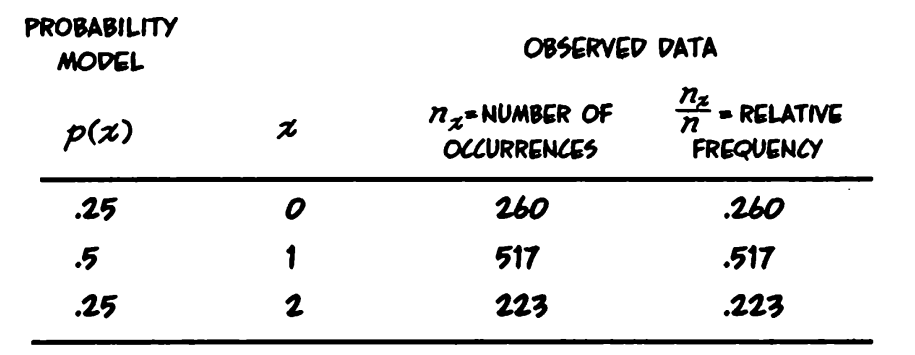 PROBABILITY
MODEL
OBSERVED DATA
p(x) x n_x = NUMBER OF OCCURRENCES n_x/n = RELATIVE FREQUENCY
.25 0 260 .260
.5 1 517 .517
.25 2 223 .223